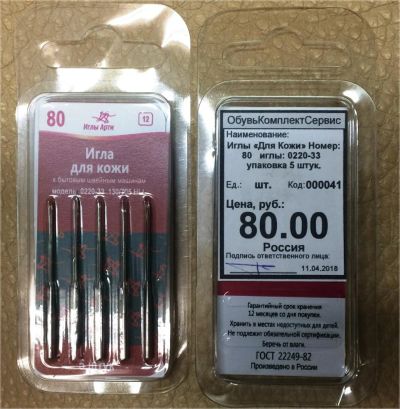 80
Иглы Арти
12
Игла
для кожи
к бытовым швейным машинам
модель: 0220-33, 130/705 H LL
ОбувьКомплектСервис
Наименование:
Иглы «Для Кожи» Номер:
80 иглы: 0220-33
упаковка 5 штук.
Ед.: шт. Код: 000041
Цена, руб.:
80.00
Россия
Подпись ответственного лица:
11.04.2018
Гарантийный срок хранения
12 месяцев со дня покупки.
Хранить в местах недоступных для детей.
Не подлежит обязательной сертификации.
Беречь от влаги.
ГОСТ 22249-82
Произведено в России